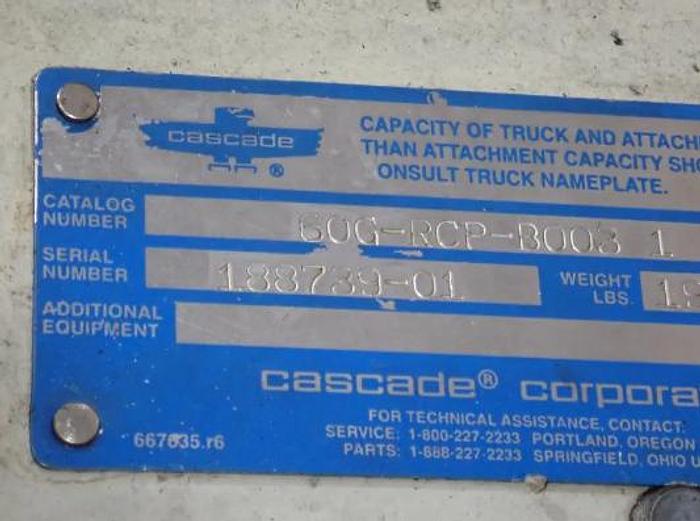 cascade
®
CAPACITY OF TRUCK AND ATTACH
THAN ATTACHMENT CAPACITY SHO
ONSULT TRUCK NAMEPLATE.
CATALOG
NUMBER
60G-RCP-B003 1
SERIAL
NUMBER
188739-01
WEIGHT
LBS.
19
ADDITIONAL
EQUIPMENT
cascade® corpora
FOR TECHNICAL ASSISTANCE, CONTACT:
SERVICE: 1-800-227-2233 PORTLAND, OREGON
PARTS: 1-888-227-2233 SPRINGFIELD, OHIO U
667635.r6